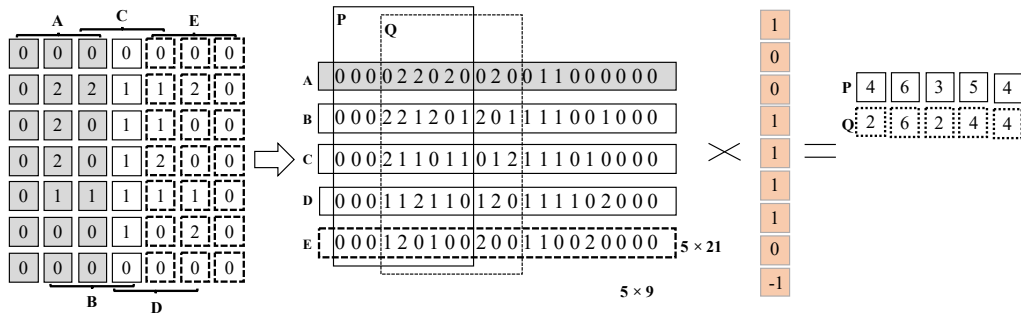 A C E
0 0 0 0 0 0 0
0 2 2 1 1 2 0
0 2 0 1 1 0 0
0 2 0 1 2 0 0
0 1 1 1 1 1 0
0 0 0 1 0 2 0
0 0 0 0 0 0 0
B D
P
Q
A 0 0 0 0 2 2 0 2 0 0 2 0 0 1 1 0 0 0 0 0 0
B 0 0 0 2 2 1 2 0 1 2 0 1 1 1 1 0 0 1 0 0 0
C 0 0 0 2 1 1 0 1 1 0 1 2 1 1 1 0 1 0 0 0 0
D 0 0 0 1 1 2 1 1 0 1 2 0 1 1 1 1 0 2 0 0 0
E 0 0 0 1 2 0 1 0 0 2 0 0 1 1 0 0 2 0 0 0 0
5 × 21
5 × 9
1
0
0
1
1
1
1
0
-1
P 4 6 3 5 4
Q 2 6 2 4 4